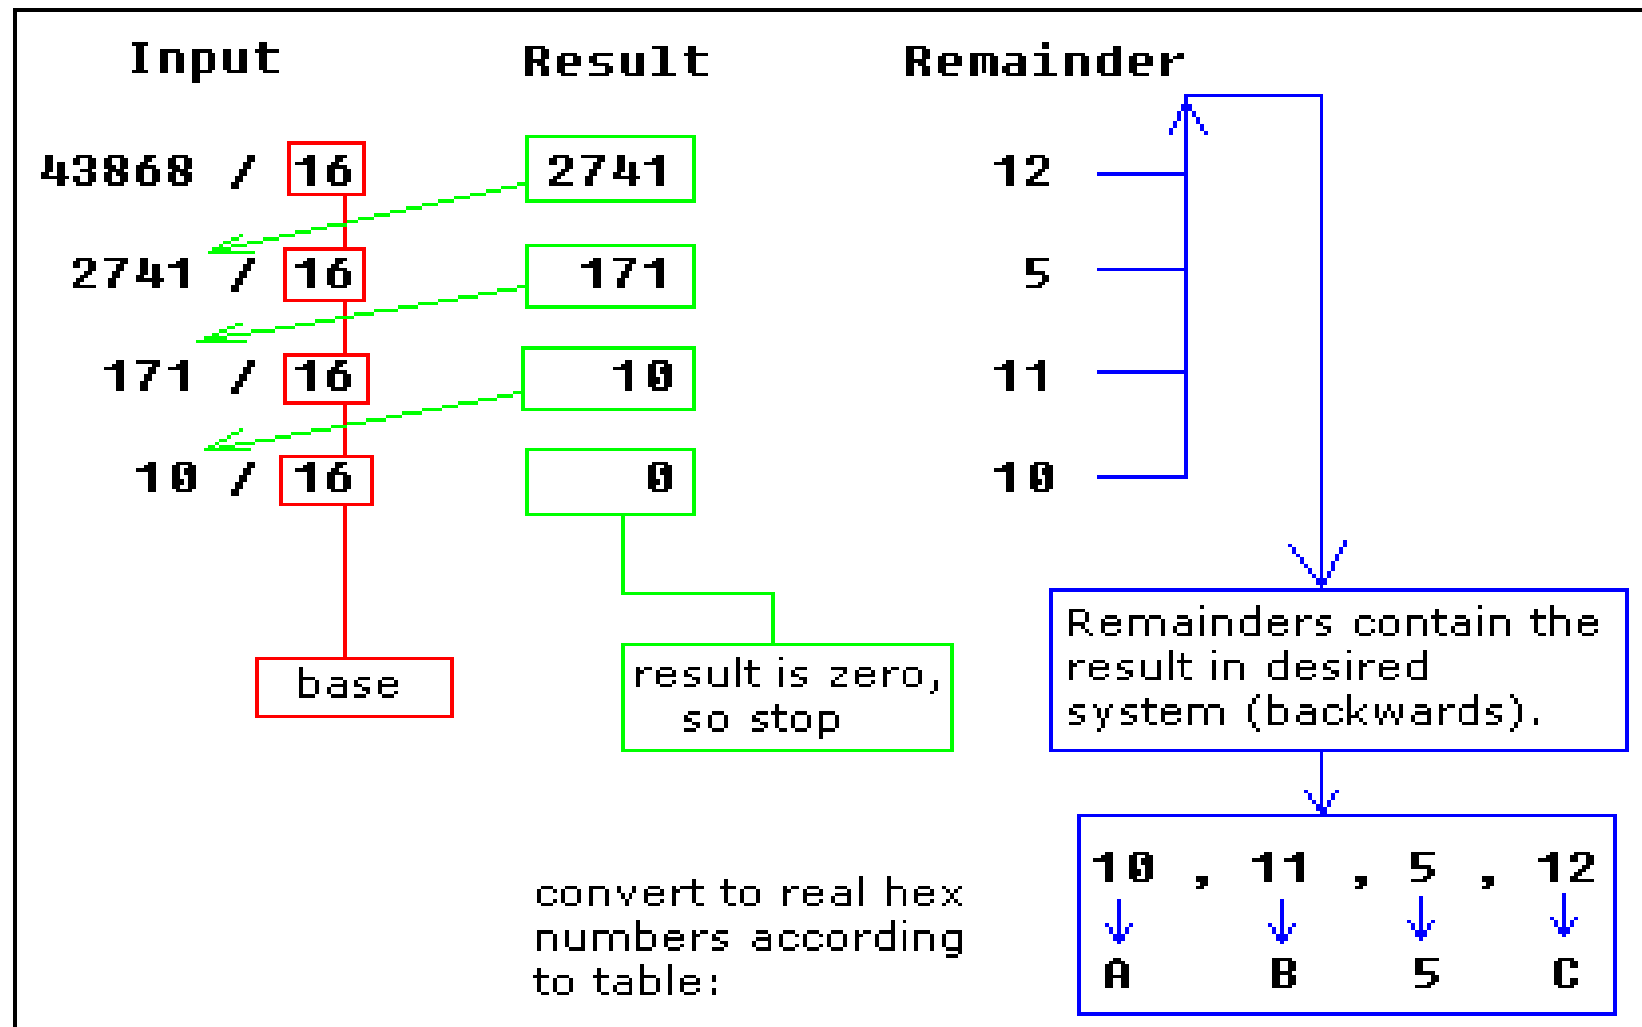 Input Result Remainder
43868 / 16 2741 12
2741 / 16 171 5
171 / 16 10 11
10 / 16 0 10
base
result is zero,
so stop
Remainders contain the
result in desired
system (backwards).
convert to real hex
numbers according
to table:
10 , 11 , 5 , 12
A B 5 C